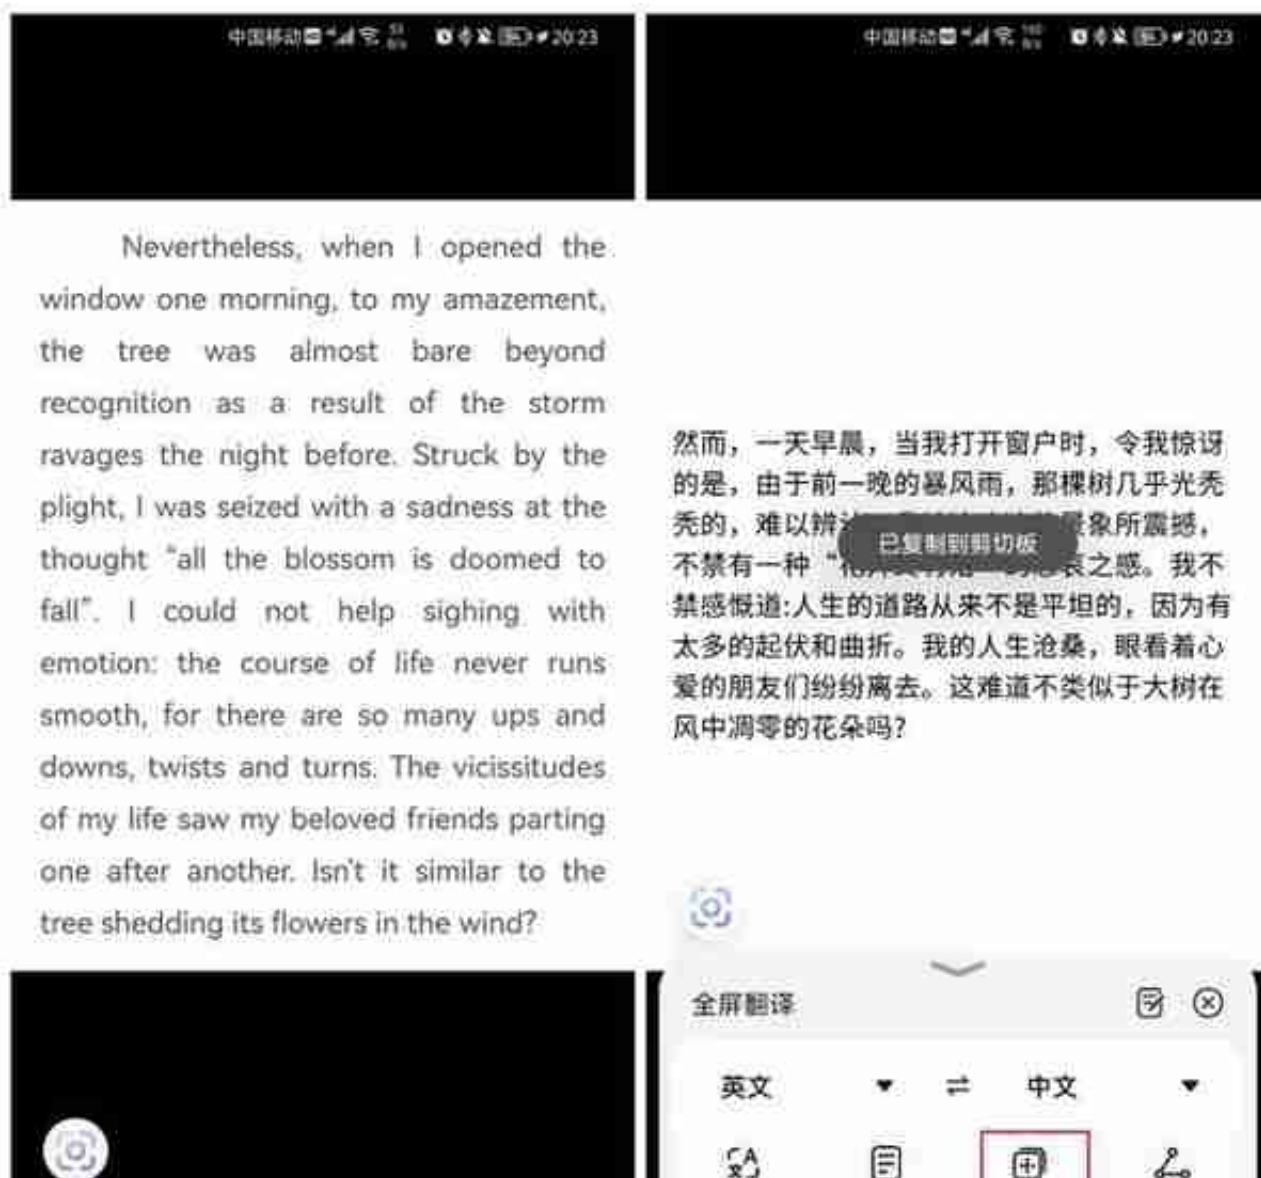 中国移动 20:23
Nevertheless, when I opened the
window one morning, to my amazement,
the tree was almost bare beyond
recognition as a result of the storm
ravages the night before. Struck by the
plight, I was seized with a sadness at the
thought “all the blossom is doomed to
fall”. I could not help sighing with
emotion: the course of life never runs
smooth, for there are so many ups and
downs, twists and turns. The vicissitudes
of my life saw my beloved friends parting
one after another. Isn't it similar to the
tree shedding its flowers in the wind?
中国移动 20:23
然而，一天早晨，当我打开窗户时，令我惊讶
的是，由于前一晚的暴风雨，那棵树几乎光秃
秃的，难以辨 景象所震撼，
已复制到剪切板
不禁有一种“ 哀之感。我不
禁感慨道:人生的道路从来不是平坦的，因为有
太多的起伏和曲折。我的人生沧桑，眼看着心
爱的朋友们纷纷离去。这难道不类似于大树在
风中凋零的花朵吗?
全屏翻译
英文 中文